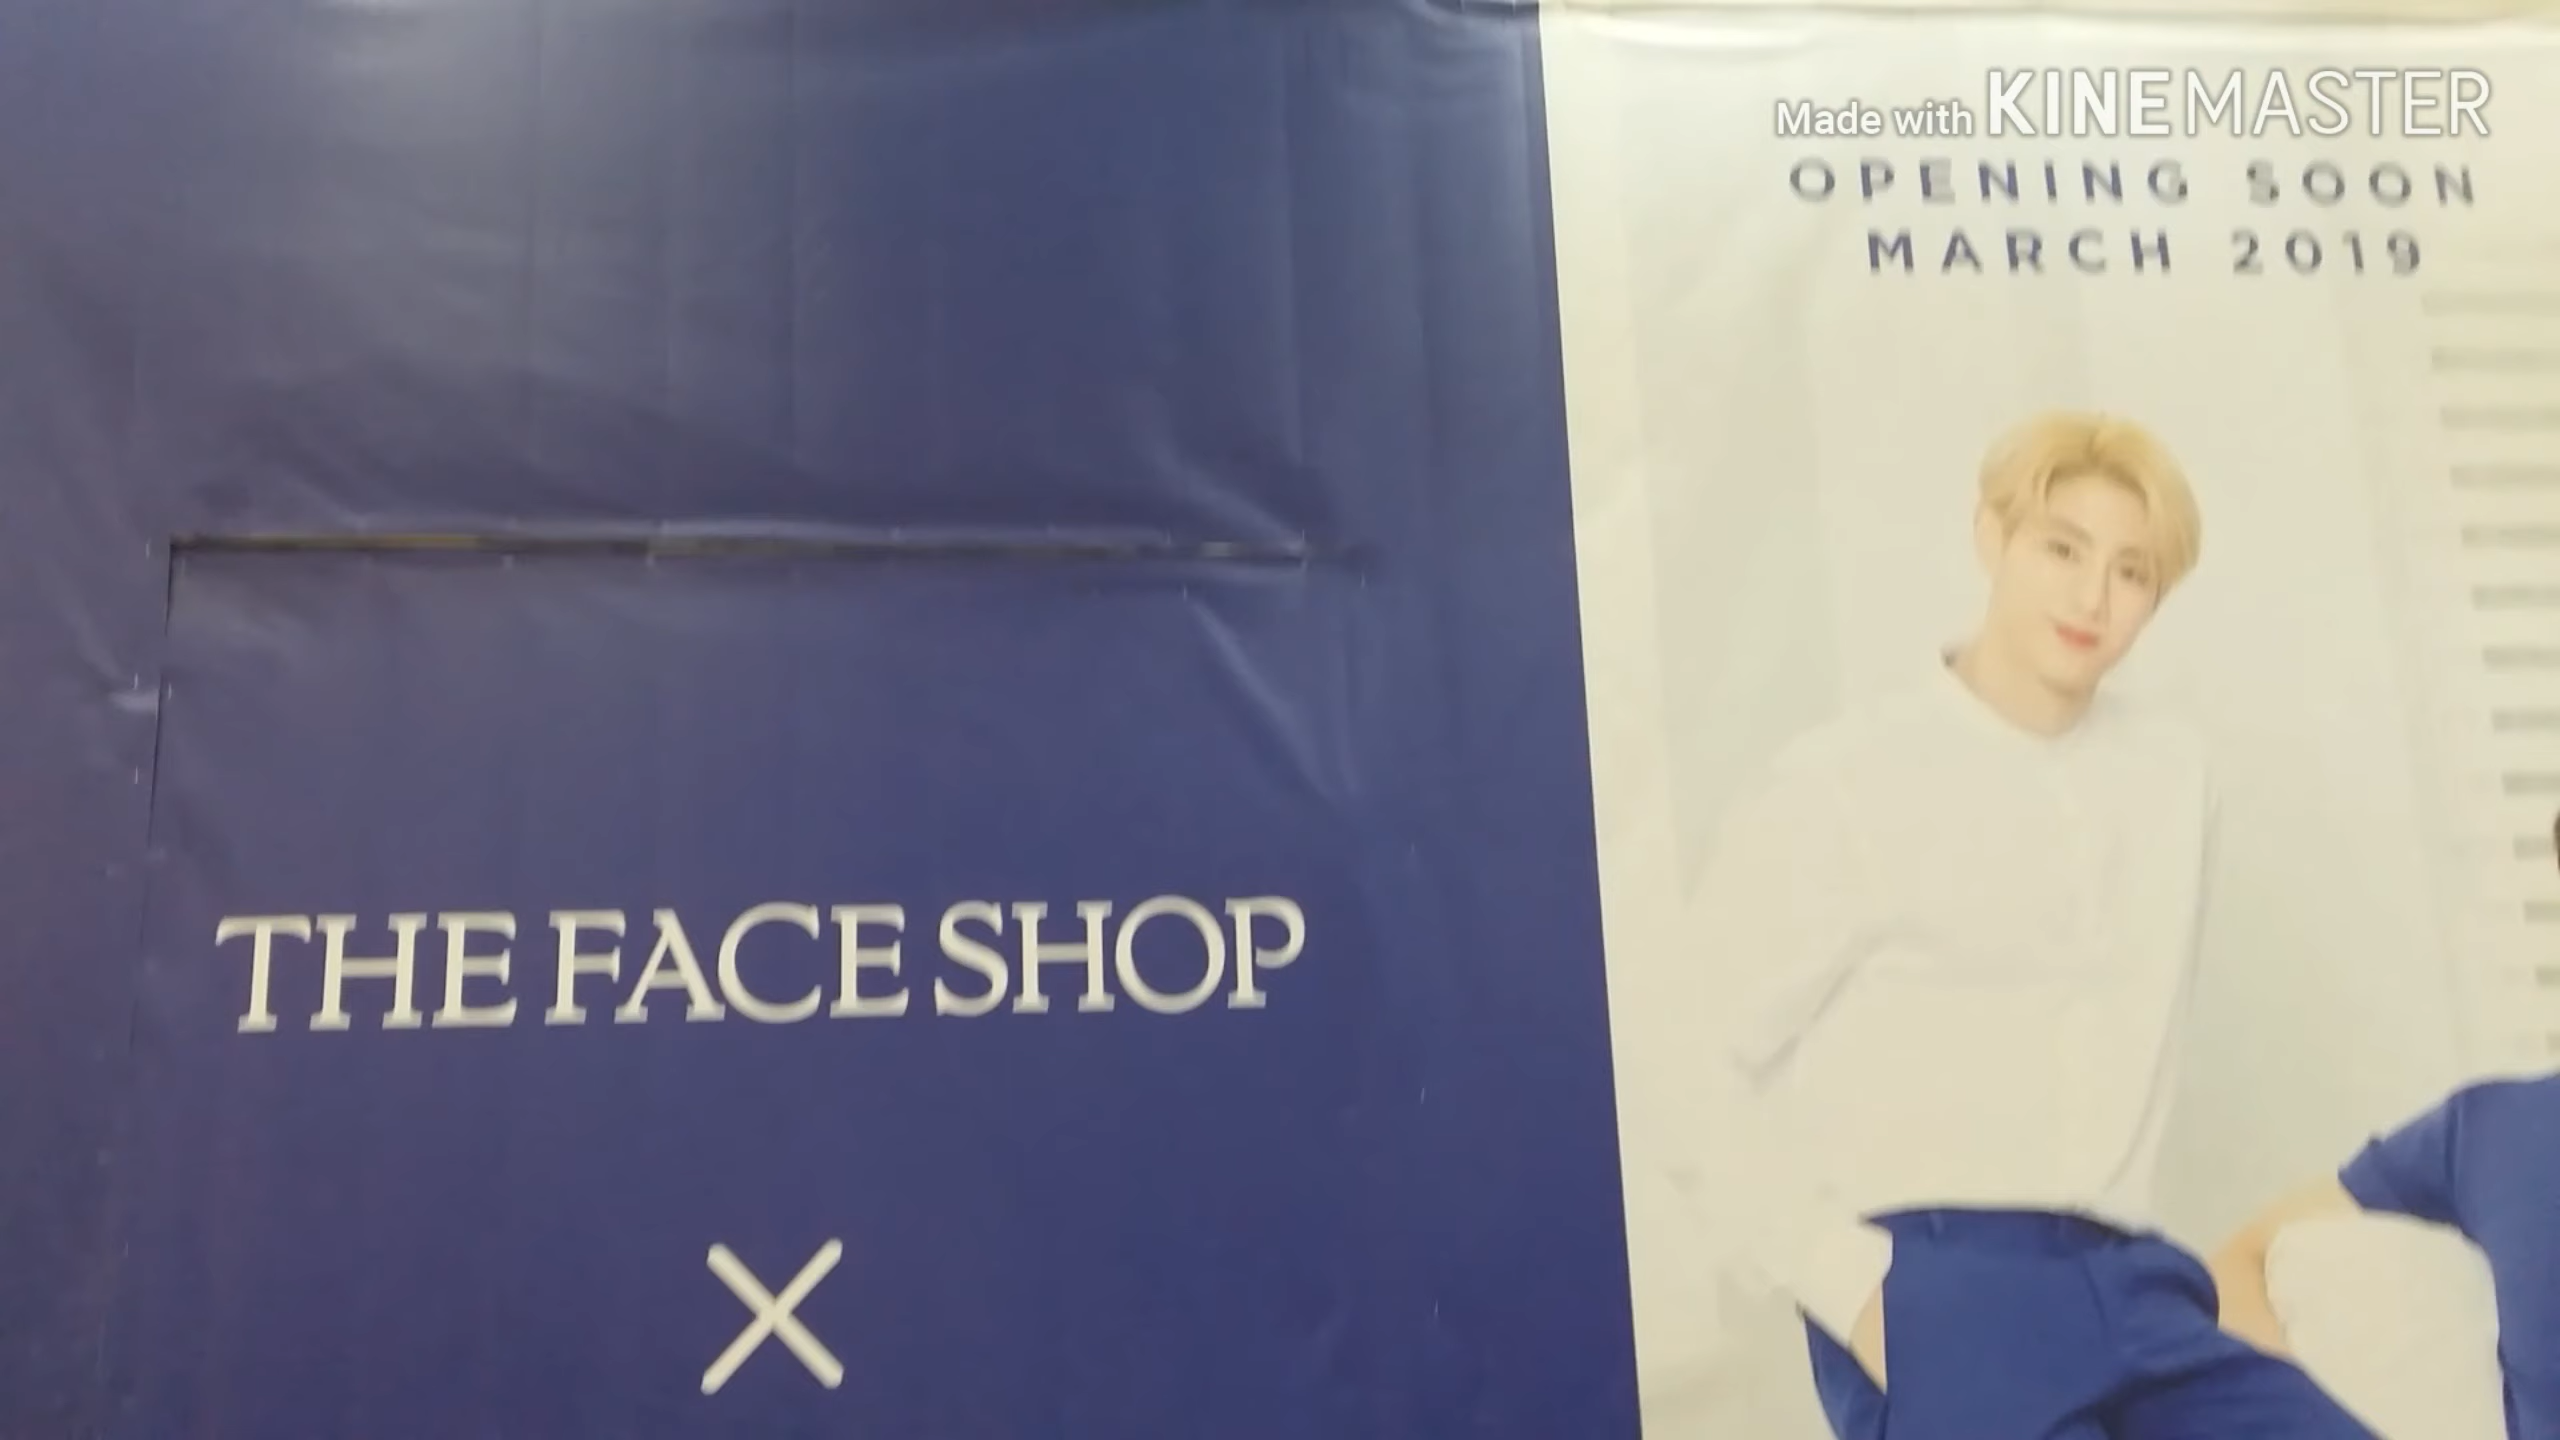 Made with KINEMASTER
OPENING SOON
MARCH 2019
THE FACE SHOP
X